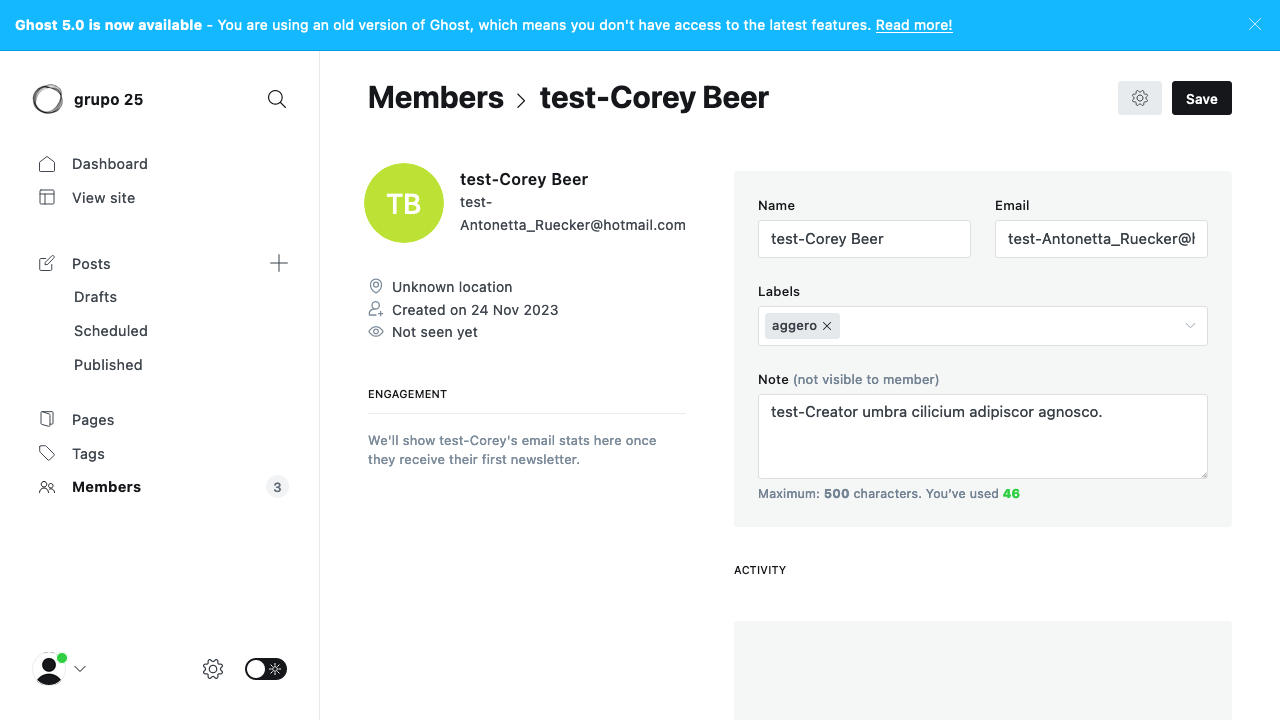 Ghost 5.0 is now available - You are using an old version of Ghost, which means you don't have access to the latest features. Read more!
grupo 25
Dashboard
View site
Posts
Drafts
Scheduled
Published
Pages
Tags
Members 3
Members > test-Corey Beer
Save
TB
test-Corey Beer
test-
Antonetta_Ruecker@hotmail.com
Unknown location
Created on 24 Nov 2023
Not seen yet
ENGAGEMENT
We'll show test-Corey's email stats here once
they receive their first newsletter.
Name
test-Corey Beer
Email
test-Antonetta_Ruecker@h
Labels
aggero
Note (not visible to member)
test-Creator umbra cilicium adipiscor agnosco.
Maximum: 500 characters. You've used 46
ACTIVITY